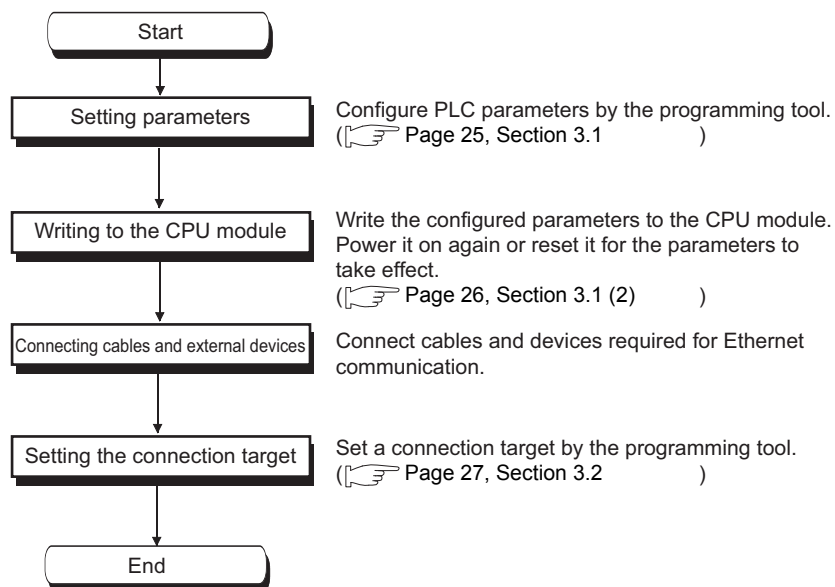 Start
Setting parameters
Configure PLC parameters by the programming tool.
( Page 25, Section 3.1 )
Writing to the CPU module
Write the configured parameters to the CPU module.
Power it on again or reset it for the parameters to
take effect.
( Page 26, Section 3.1 (2) )
Connecting cables and external devices
Connect cables and devices required for Ethernet
communication.
Setting the connection target
Set a connection target by the programming tool.
( Page 27, Section 3.2 )
End